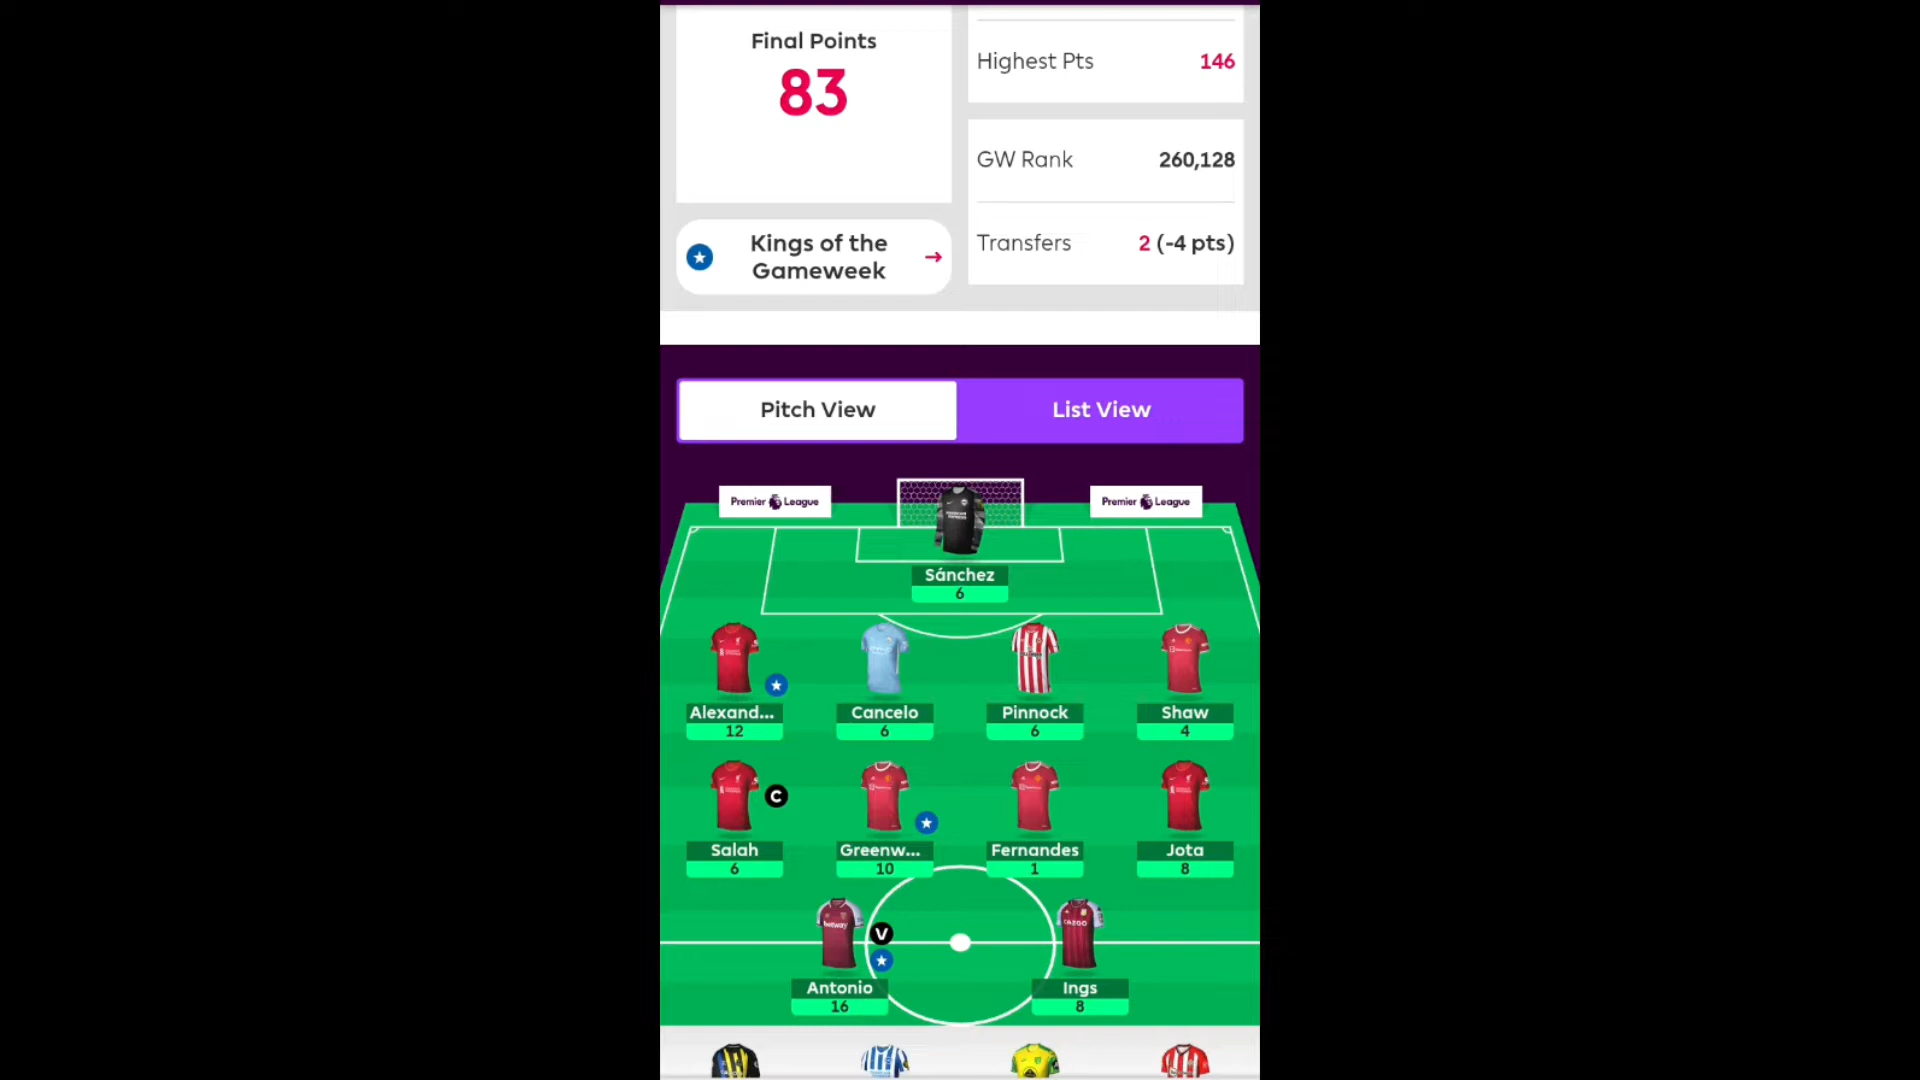 Final Points
83
Highest Pts 146
GW Rank 260,128
Kings of the
Gameweek
→
Transfers 2 (-4 pts)
Pitch View
List View
Premier League
Premier League
Sánchez
6
Alexand...
12
Cancelo
6
Pinnock
6
Shaw
4
C
Salah
6
Greenw...
10
Fernandes
1
Jota
8
betway
V
CAZOO
Antonio
16
Ings
8